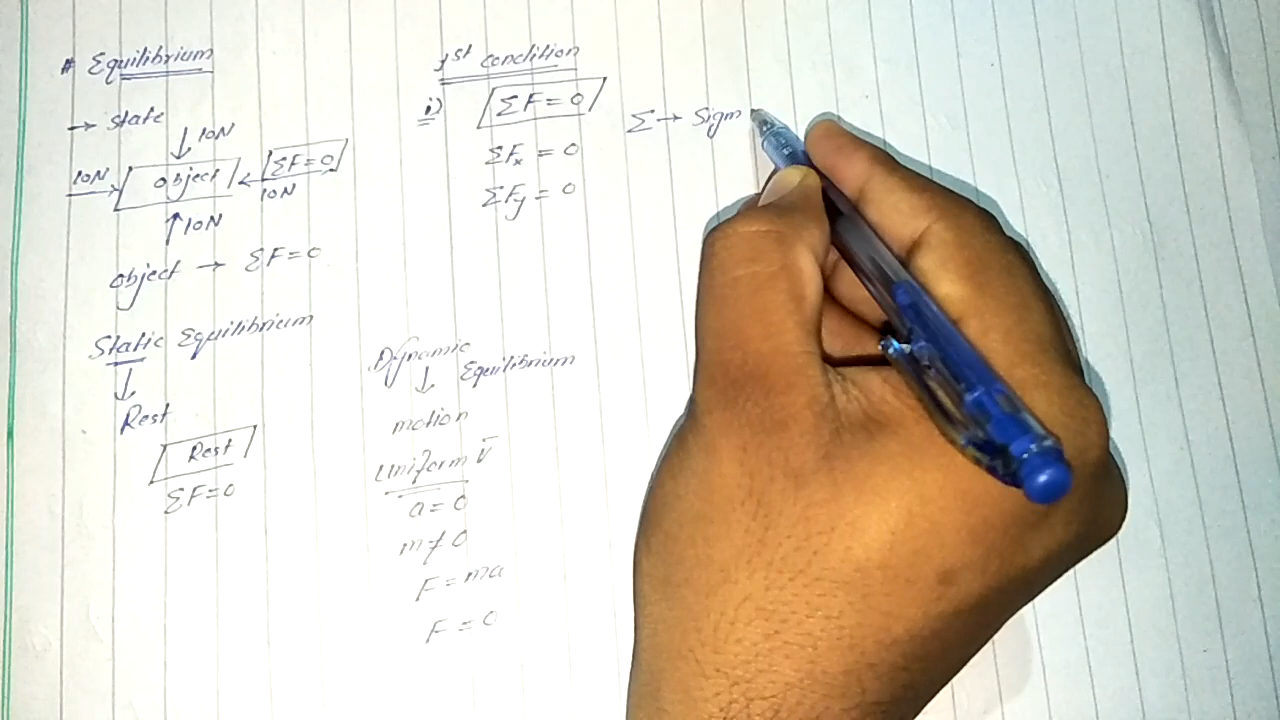 # Equilibrium
→ State
↓ 10N
10N → object ← 10N
ΣF=0
↑ 10N
object → ΣF=0
Static Equilibrium
↓
Rest
Rest
ΣF=0
1st condition
i) ΣF=0
ΣFx = 0
ΣFy = 0
Σ → Sigm
Dynamic Equilibrium
↓
motion
uniform v̄
a = 0
m ≠ 0
F = ma
F = 0